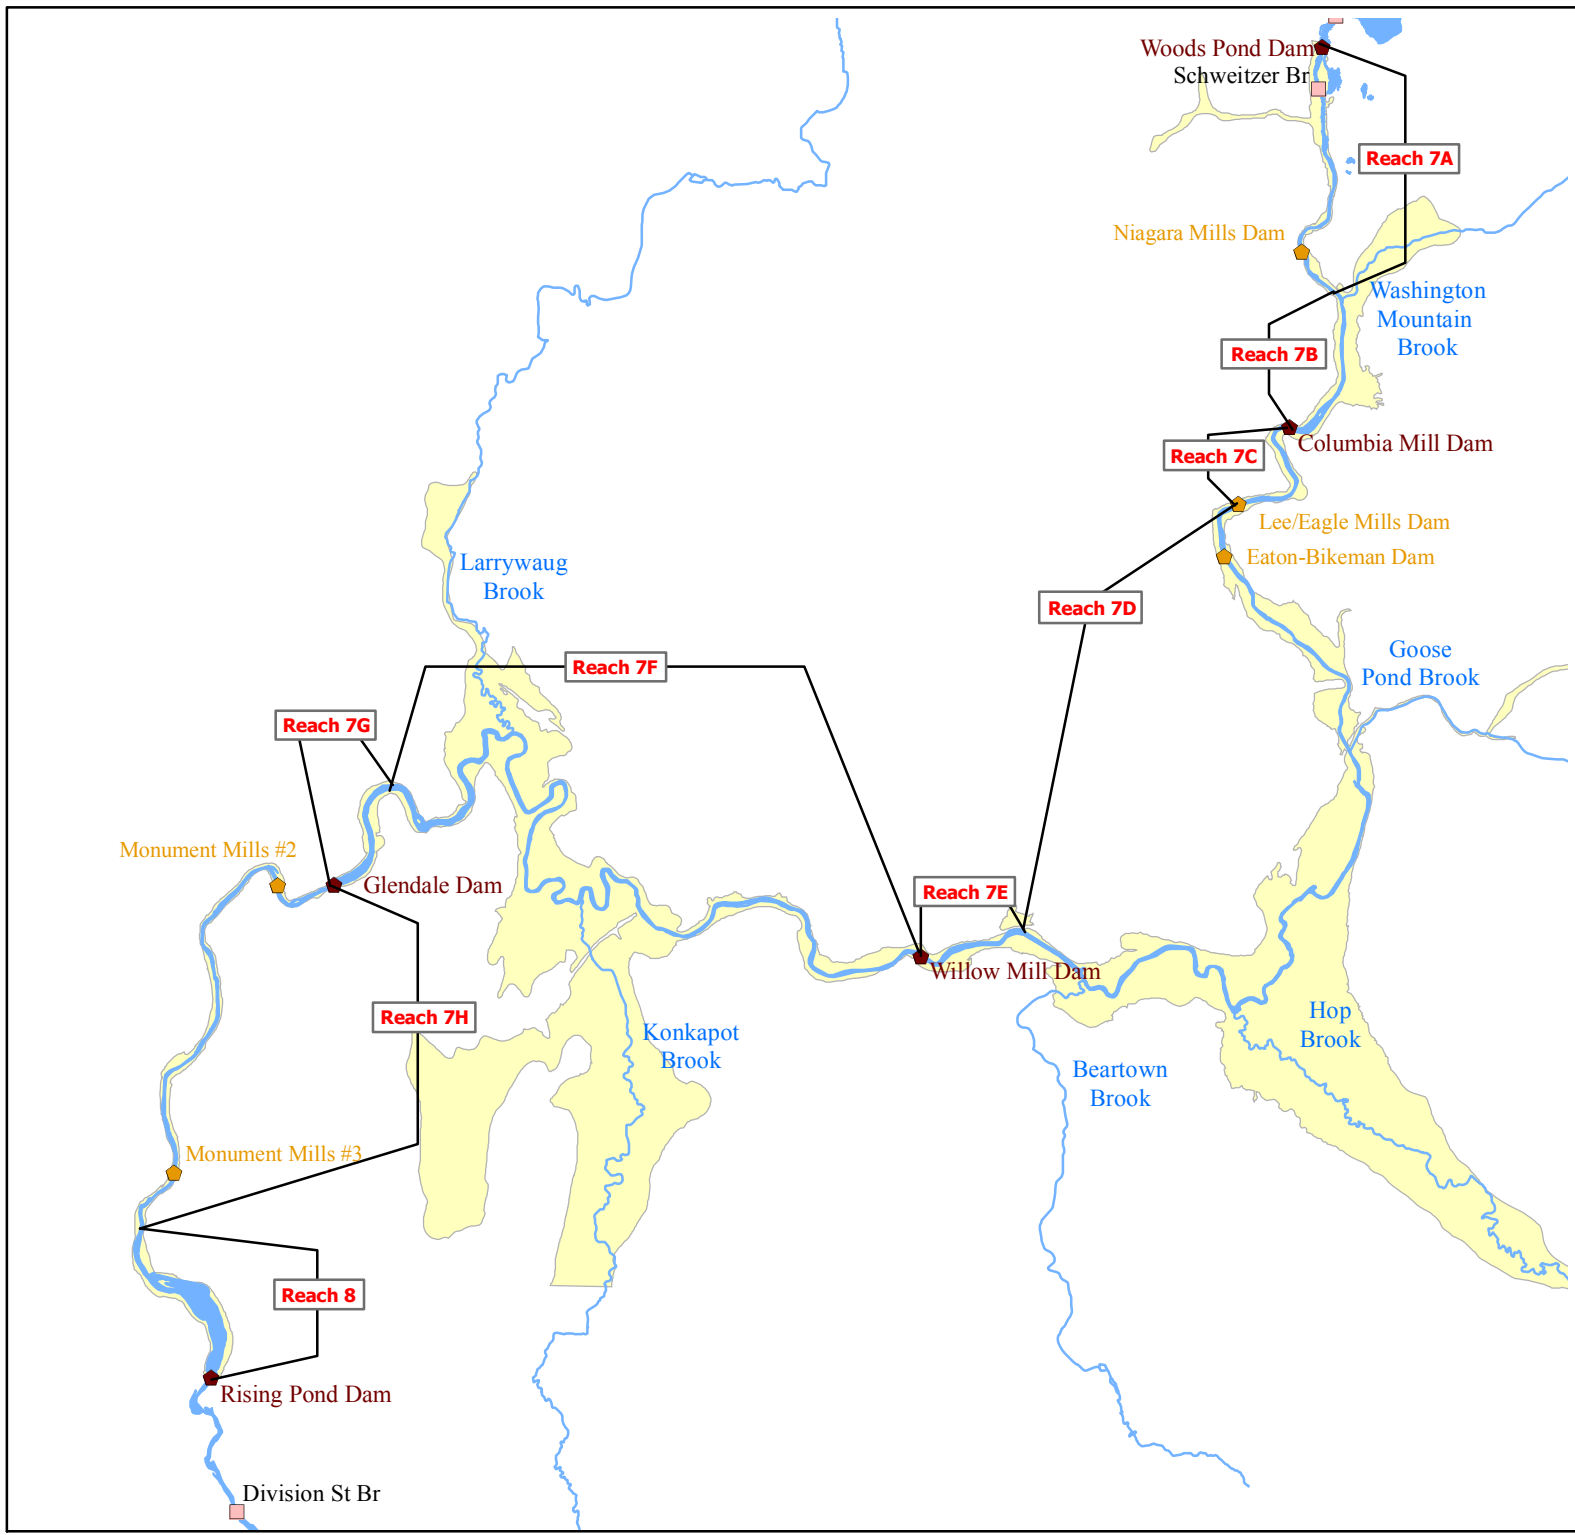 Woods Pond Dam
Schweitzer Br
Reach 7A
Niagara Mills Dam
Washington
Mountain
Brook
Reach 7B
Columbia Mill Dam
Reach 7C
Lee/Eagle Mills Dam
Eaton-Bikeman Dam
Larrywaug
Brook
Reach 7D
Goose
Pond Brook
Reach 7F
Reach 7G
Monument Mills #2
Glendale Dam
Reach 7E
Willow Mill Dam
Reach 7H
Konkapot
Brook
Hop
Brook
Beartown
Brook
Monument Mills #3
Reach 8
Rising Pond Dam
Division St Br